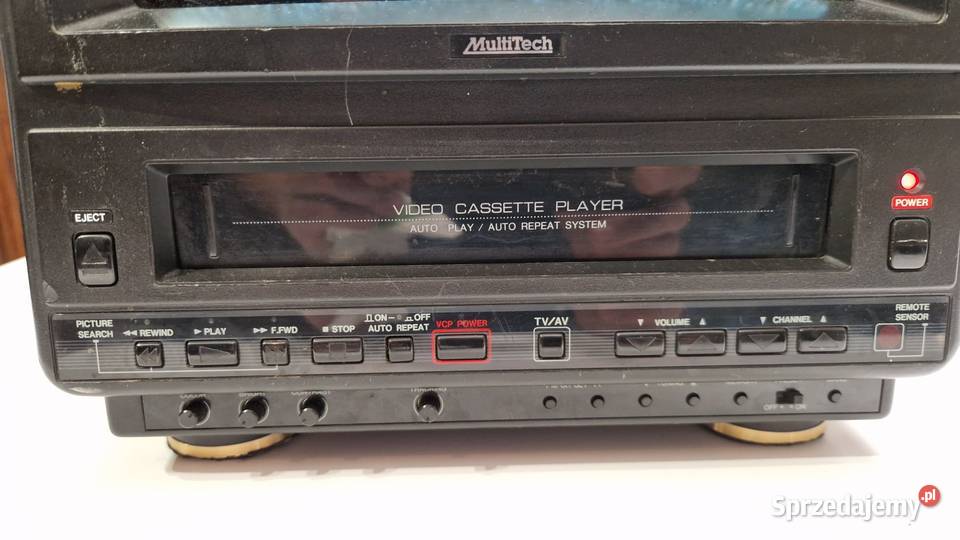 MultiTech
VIDEO CASSETTE PLAYER
AUTO PLAY / AUTO REPEAT SYSTEM
EJECT
POWER
PICTURE SEARCH
◀◀ REWIND
▶ PLAY
▶▶ F.FWD
■ STOP
ON OFF
AUTO REPEAT
VCP POWER
TV/AV
▼ VOLUME ▲
▼ CHANNEL ▲
REMOTE SENSOR
TRACKING
OFF ON
Sprzedajemy.pl